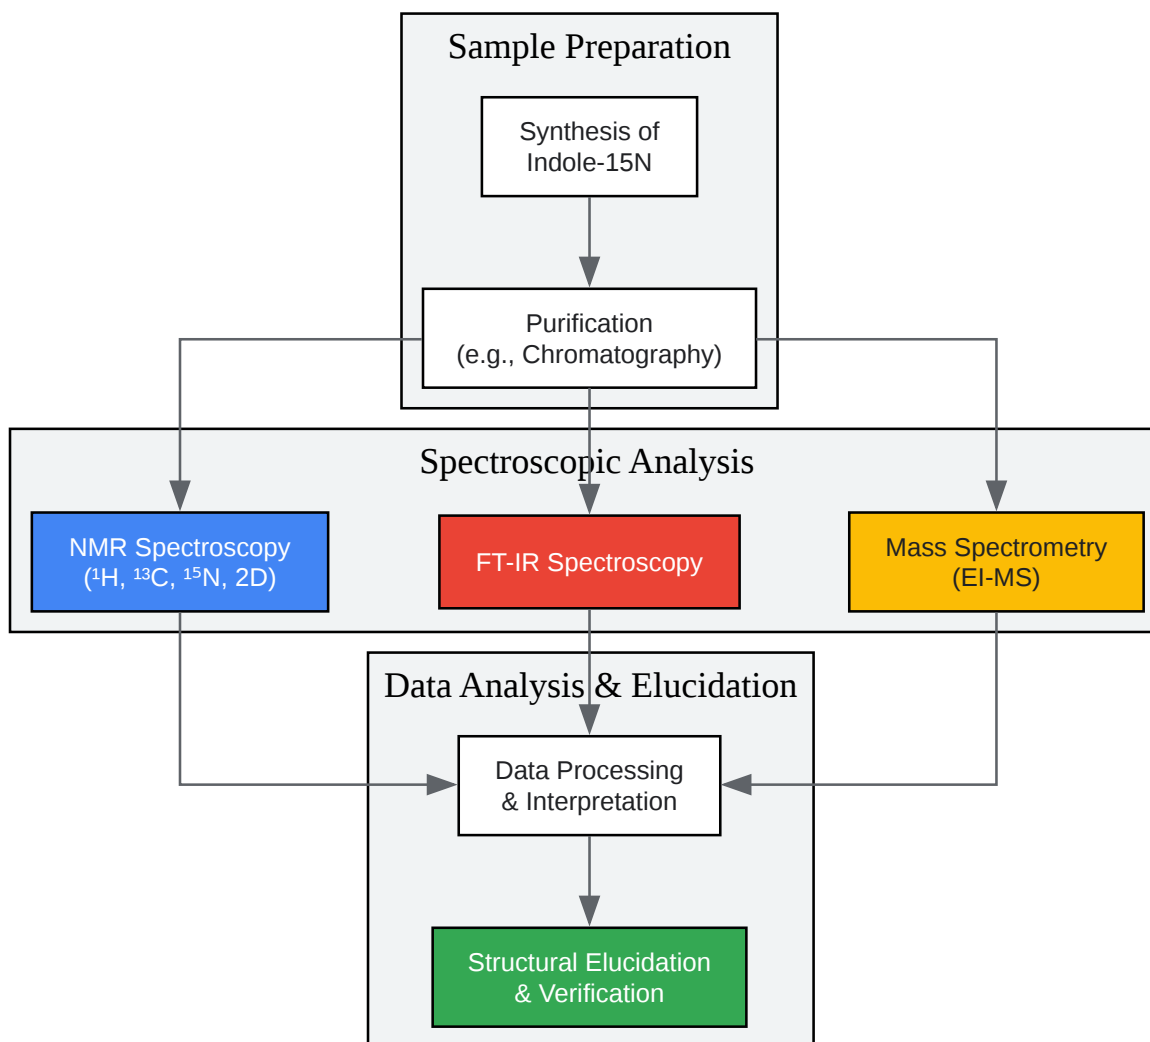 Sample Preparation
Synthesis of
Indole-15N
Purification
(e.g., Chromatography)
Spectroscopic Analysis
NMR Spectroscopy
(¹H, ¹³C, ¹⁵N, 2D)
FT-IR Spectroscopy
Mass Spectrometry
(EI-MS)
Data Analysis & Elucidation
Data Processing
& Interpretation
Structural Elucidation
& Verification